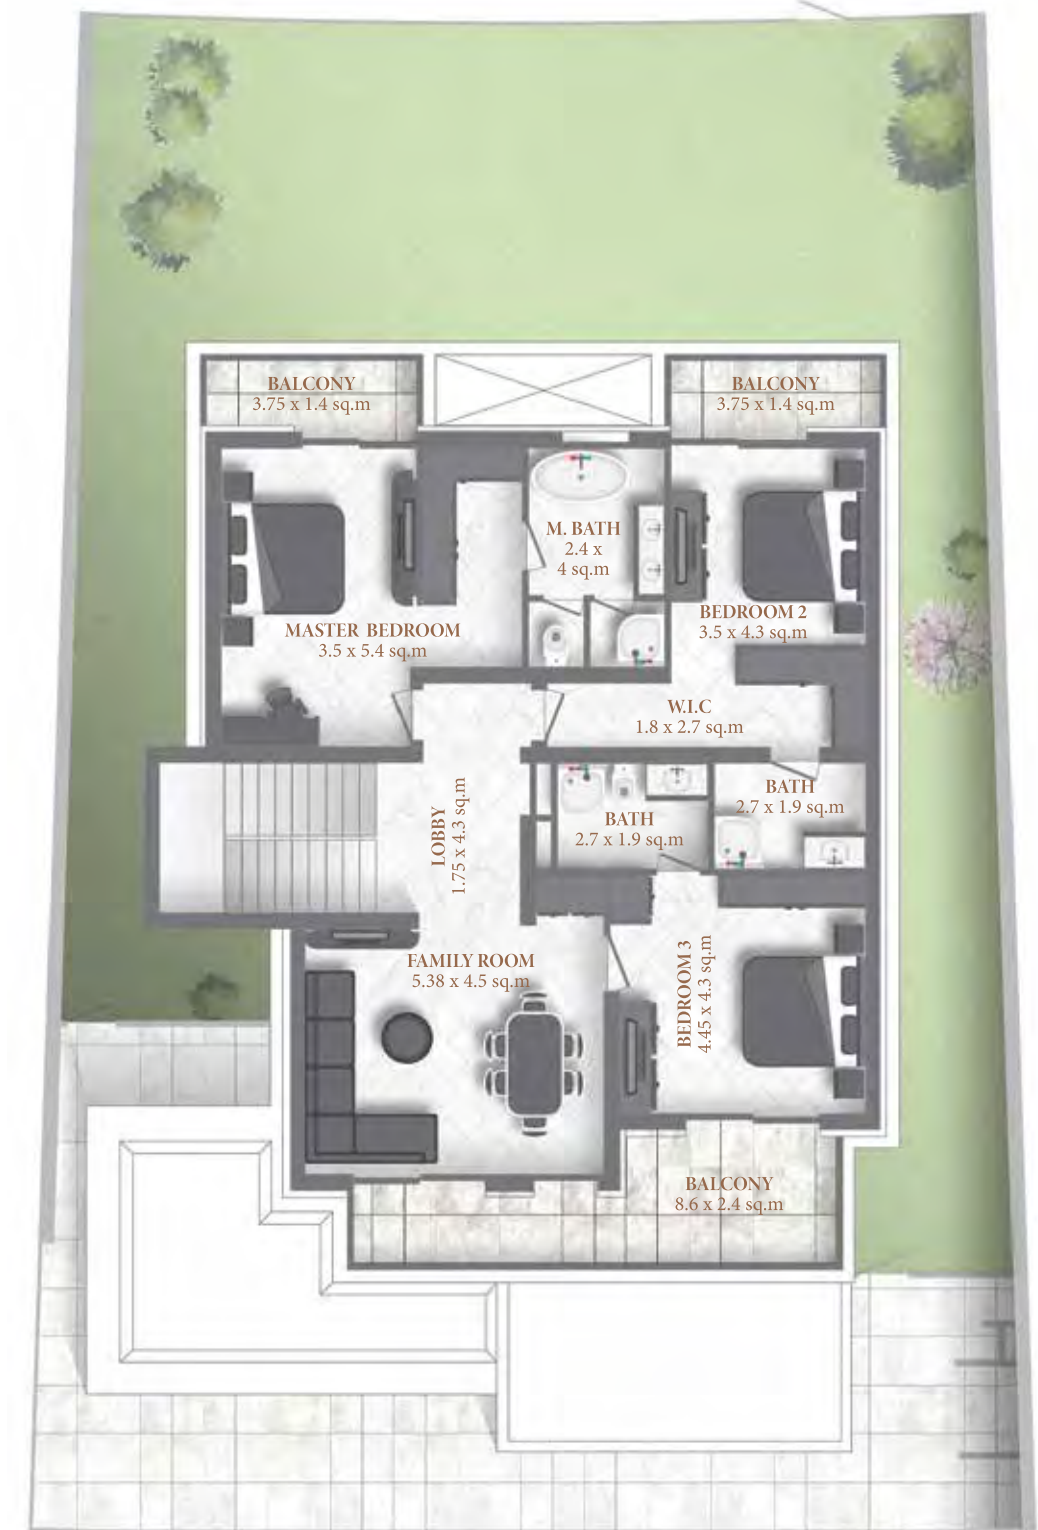 BALCONY
3.75 x 1.4 sq.m
BALCONY
3.75 x 1.4 sq.m
M. BATH
2.4 x
4 sq.m
MASTER BEDROOM
3.5 x 5.4 sq.m
BEDROOM 2
3.5 x 4.3 sq.m
W.I.C
1.8 x 2.7 sq.m
LOBBY
1.75 x 4.3 sq.m
BATH
2.7 x 1.9 sq.m
BATH
2.7 x 1.9 sq.m
FAMILY ROOM
5.38 x 4.5 sq.m
BEDROOM 3
4.45 x 4.3 sq.m
BALCONY
8.6 x 2.4 sq.m